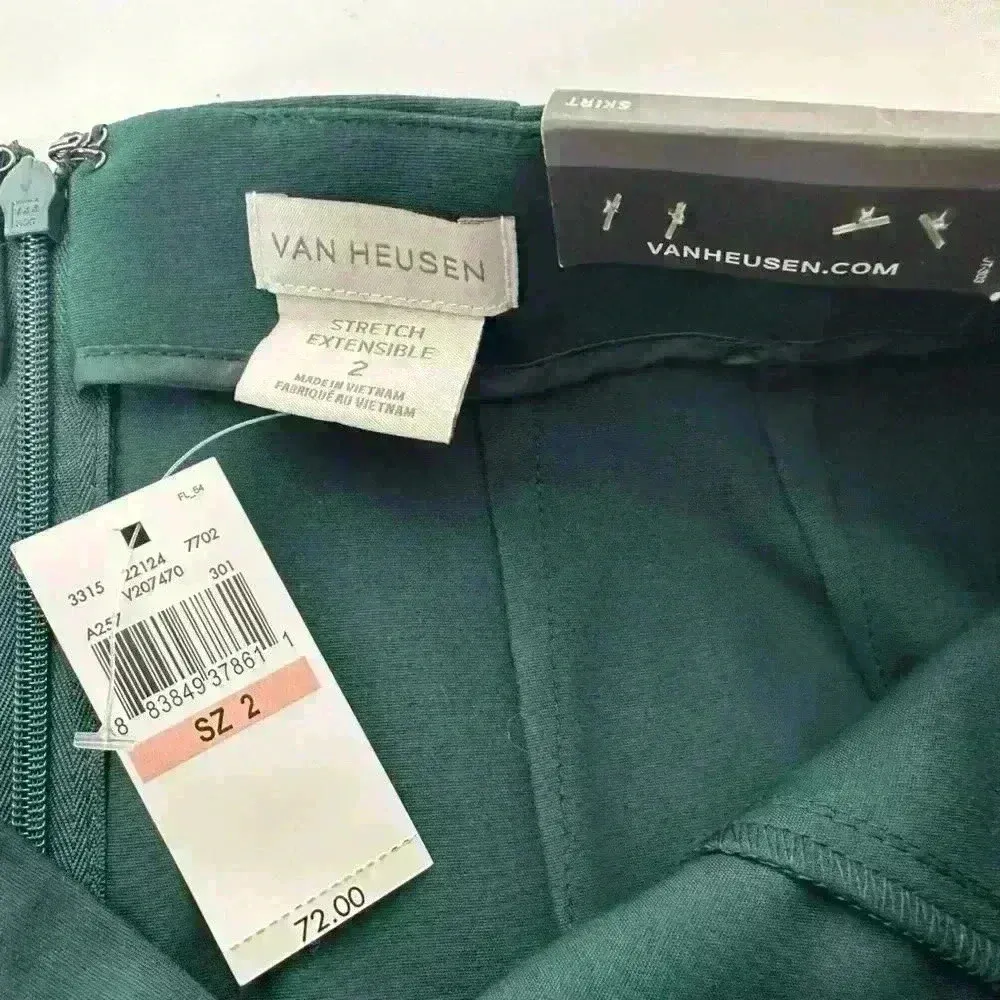 SKIRT
VANHEUSEN.COM
VAN HEUSEN
STRETCH
EXTENSIBLE
2
MADE IN VIETNAM
FABRIQUÉ AU VIETNAM
FL_54
3315 22124 7702
V207470
A257 301
8 83849 37861 1
SZ 2
72.00